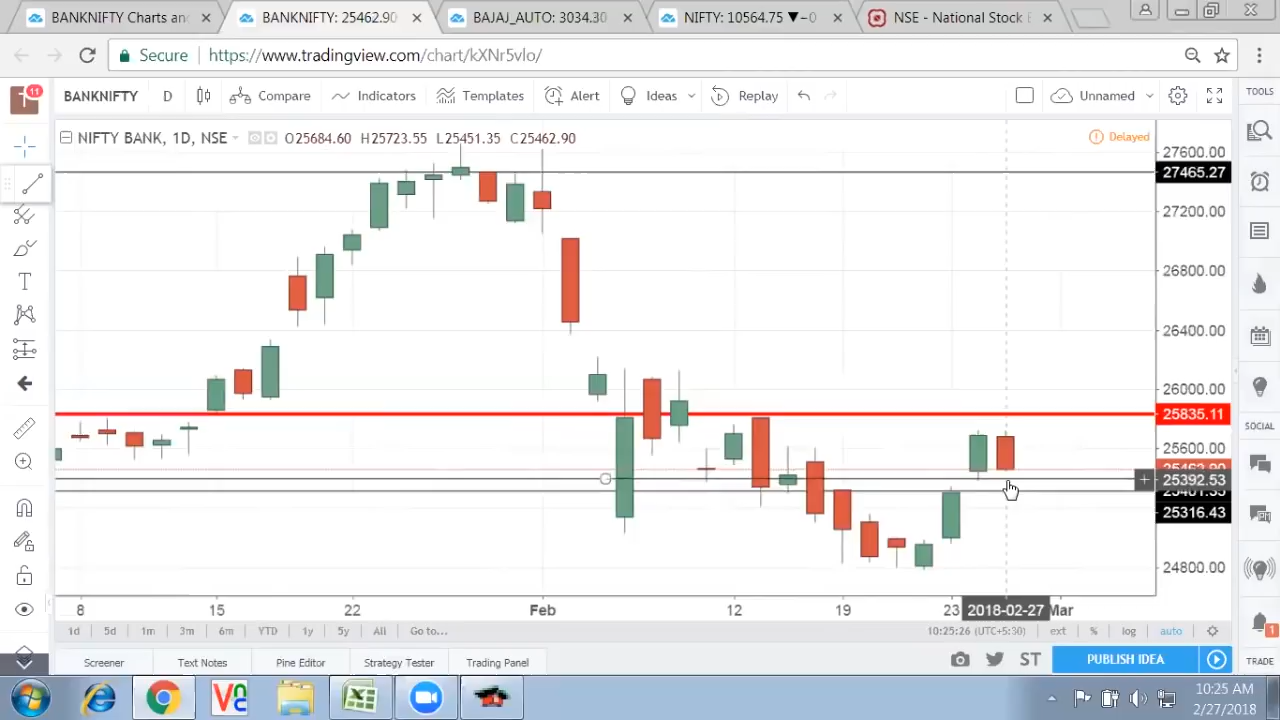 BANKNIFTY Charts an
BANKNIFTY: 25462.90
BAJAJ_AUTO: 3034.30
NIFTY: 10564.75 ▼−0
NSE - National Stock E
Secure
https://www.tradingview.com/chart/kXNr5vlo/
11
BANKNIFTY D Compare Indicators Templates Alert Ideas Replay Unnamed
TOOLS
NIFTY BANK, 1D, NSE O25684.60 H25723.55 L25451.35 C25462.90
Delayed
27600.00
27465.27
27200.00
26800.00
26400.00
26000.00
25835.11
25600.00
25462.90
25392.53
25401.35
25316.43
24800.00
SOCIAL
8 15 22 Feb 12 19 23 2018-02-27 Mar
1d 5d 1m 3m 6m YTD 1y 5y All Go to...
10:25:26 (UTC+5:30) ext % log auto
1
Screener Text Notes Pine Editor Strategy Tester Trading Panel
ST PUBLISH IDEA
TRADE
10:25 AM
2/27/2018